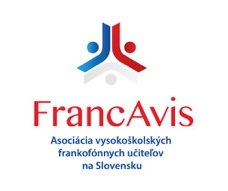 FrancAvis
Asociácia vysokoškolských
frankofónnych učiteľov
na Slovensku